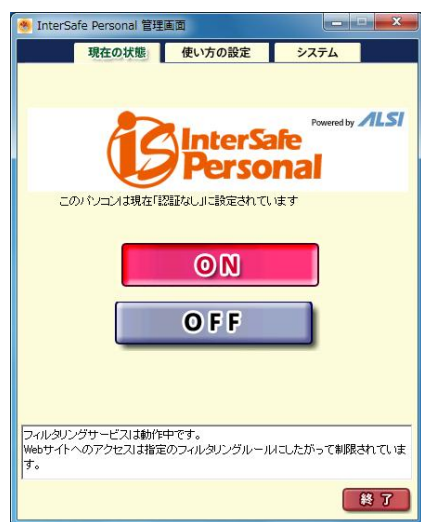 InterSafe Personal 管理画面
現在の状態 使い方の設定 システム
Powered by ALSI
iS InterSafe
Personal
このパソコンは現在「認証なし」に設定されています
ON
OFF
フィルタリングサービスは動作中です。
Webサイトへのアクセスは指定のフィルタリングルールにしたがって制限されていま
す。
終了